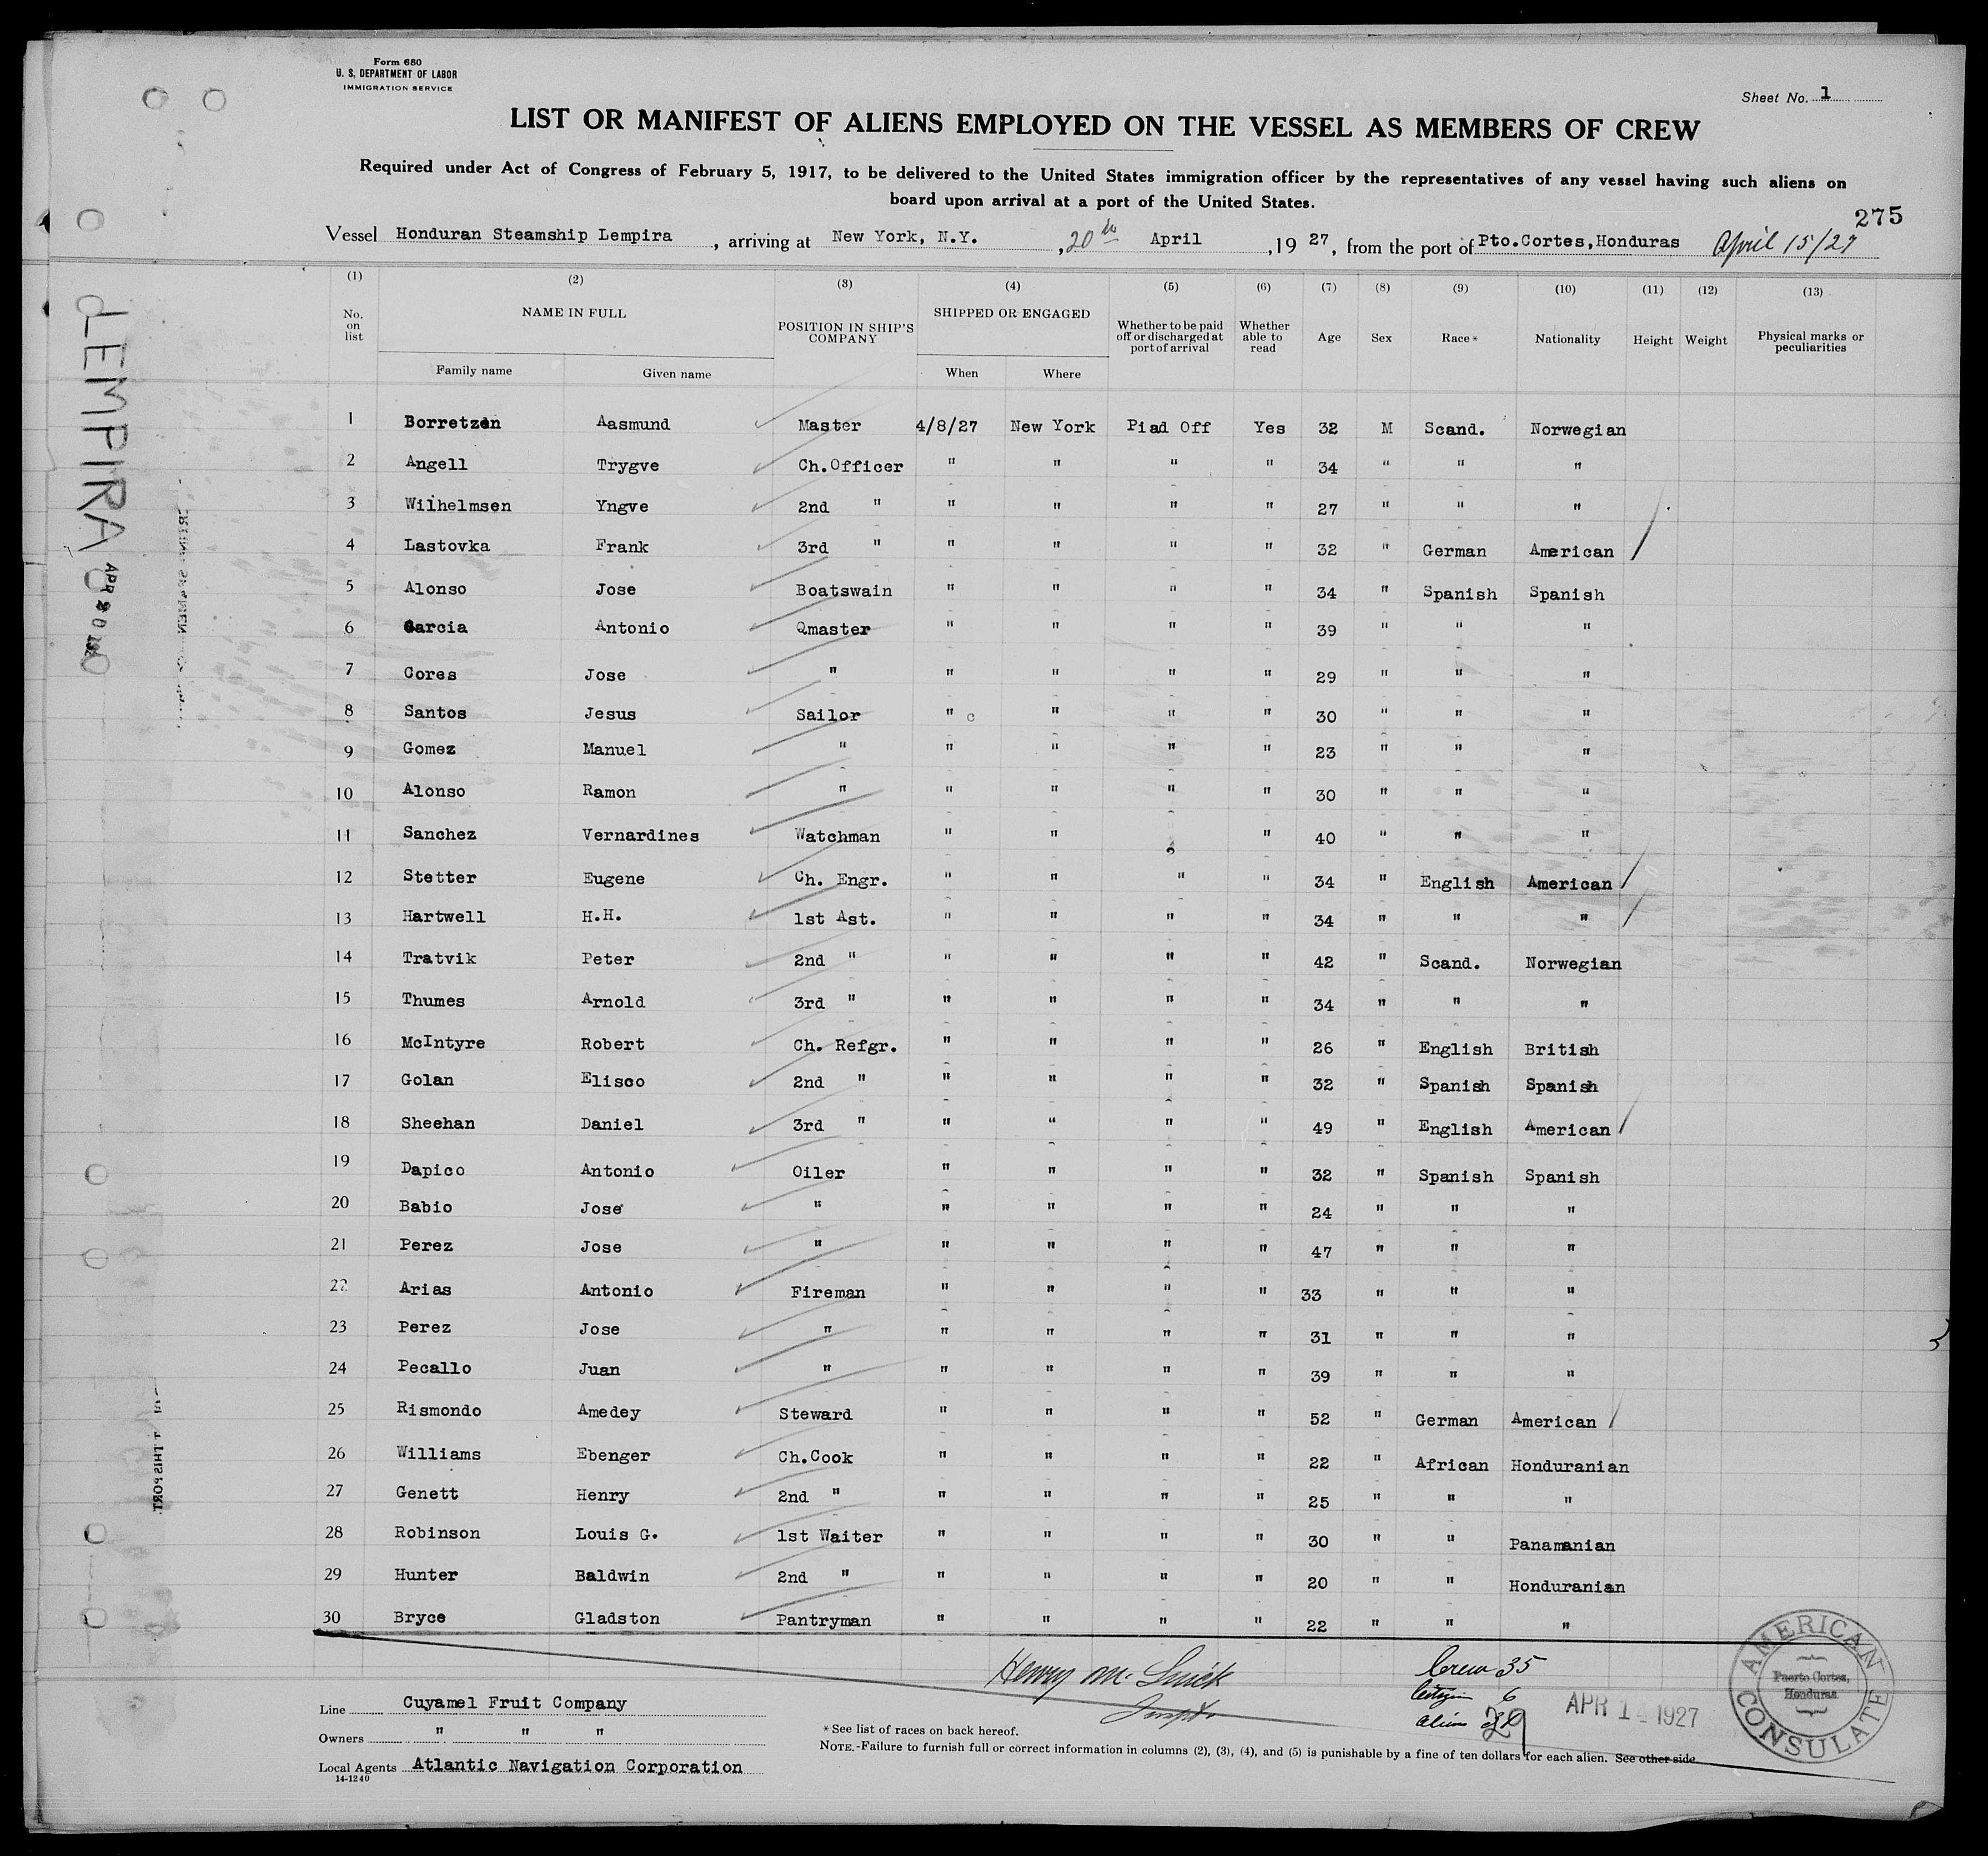 Form 680
U. S. DEPARTMENT OF LABOR
IMMIGRATION SERVICE
Sheet No. 1
LIST OR MANIFEST OF ALIENS EMPLOYED ON THE VESSEL AS MEMBERS OF CREW
Required under Act of Congress of February 5, 1917, to be delivered to the United States immigration officer by the representatives of any vessel having such aliens on
board upon arrival at a port of the United States.
275
Vessel Honduran Steamship Lempira, arriving at New York, N.Y., 20th April, 1927, from the port of Pto.Cortes,Honduras April 15/27
(1) (2) (3) (4) (5) (6) (7) (8) (9) (10) (11) (12) (13)
No. on list NAME IN FULL POSITION IN SHIP'S COMPANY SHIPPED OR ENGAGED Whether to be paid off or discharged at port of arrival Whether able to read Age Sex Race* Nationality Height Weight Physical marks or peculiarities
Family name Given name When Where
1 Borretzen Aasmund Master 4/8/27 New York Piad Off Yes 32 M Scand. Norwegian
2 Angell Trygve Ch.Officer " " " " 34 " " "
3 Wilhelmsen Yngve 2nd " " " " " 27 " " "
4 Lastovka Frank 3rd " " " " " 32 " German American
5 Alonso Jose Boatswain " " " " 34 " Spanish Spanish
6 Garcia Antonio Qmaster " " " " 39 " " "
7 Cores Jose " " " " " 29 " " "
8 Santos Jesus Sailor " c " " " 30 " " "
9 Gomez Manuel " " " " " 23 " " "
10 Alonso Ramon " " " " " 30 " " "
11 Sanchez Vernardines Watchman " " " 40 " " "
12 Stetter Eugene Ch. Engr. " " " " 34 " English American
13 Hartwell H.H. 1st Ast. " " " " 34 " " "
14 Tratvik Peter 2nd " " " " " 42 " Scand. Norwegian
15 Thumes Arnold 3rd " " " " " 34 " " "
16 McIntyre Robert Ch. Refgr. " " " " 26 " English British
17 Golan Elisco 2nd " " " " " 32 " Spanish Spanish
18 Sheehan Daniel 3rd " " " " " 49 " English American
19 Dapico Antonio Oiler " " " " 32 " Spanish Spanish
20 Babio Jose " " " " " 24 " " "
21 Perez Jose " " " " " 47 " " "
22 Arias Antonio Fireman " " " " 33 " " "
23 Perez Jose " " " " " 31 " " "
24 Pecallo Juan " " " " " 39 " " "
25 Rismondo Amedey Steward " " " " 52 " German American
26 Williams Ebenger Ch.Cook " " " " 22 " African Honduranian
27 Genett Henry 2nd " " " " " 25 " " "
28 Robinson Louis G. 1st Waiter " " " " 30 " " Panamanian
29 Hunter Baldwin 2nd " " " " " 20 " " Honduranian
30 Bryce Gladston Pantryman " " " " 22 " " "
Henry Mc
Crew 35
Citizen 6
Alien 29
APR 14 1927
AMERICAN CONSULATE
Puerto Cortes,
Honduras.
Line Cuyamel Fruit Company
Owners " " "
Local Agents Atlantic Navigation Corporation
14-1240
*See list of races on back hereof.
NOTE.-Failure to furnish full or correct information in columns (2), (3), (4), and (5) is punishable by a fine of ten dollars for each alien. See other side.
LEMPIRA
APR 20
THIS PORT.